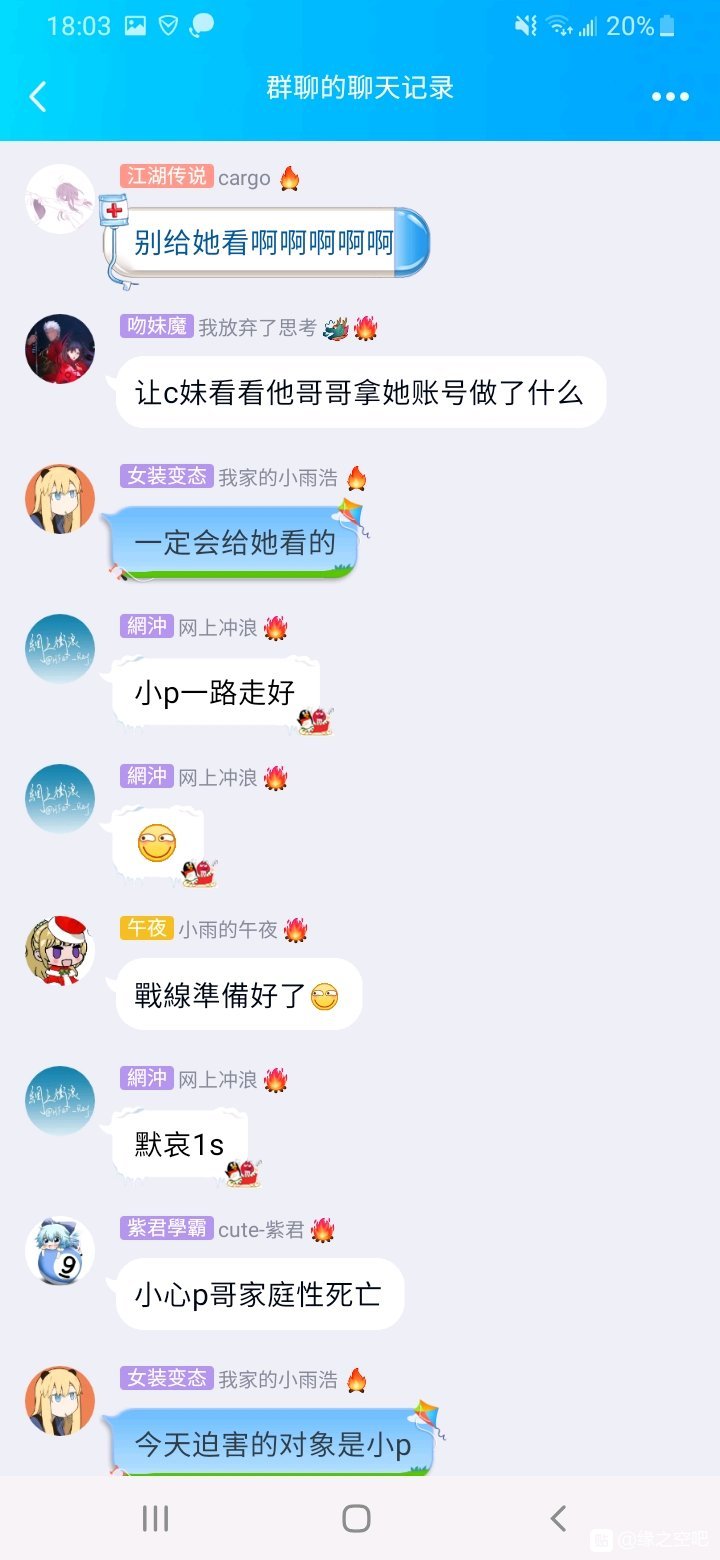 18:03
20%
群聊的聊天记录
江湖传说 cargo
别给她看啊啊啊啊啊
吻妹魔 我放弃了思考
让c妹看看他哥哥拿她账号做了什么
女装变态 我家的小雨浩
一定会给她看的
網沖 网上冲浪
小p一路走好
網沖 网上冲浪
午夜 小雨的午夜
戰線準備好了
網沖 网上冲浪
默哀1s
紫君學霸 cute-紫君
9
小心p哥家庭性死亡
女装变态 我家的小雨浩
今天迫害的对象是小p
贴 @缘之空吧